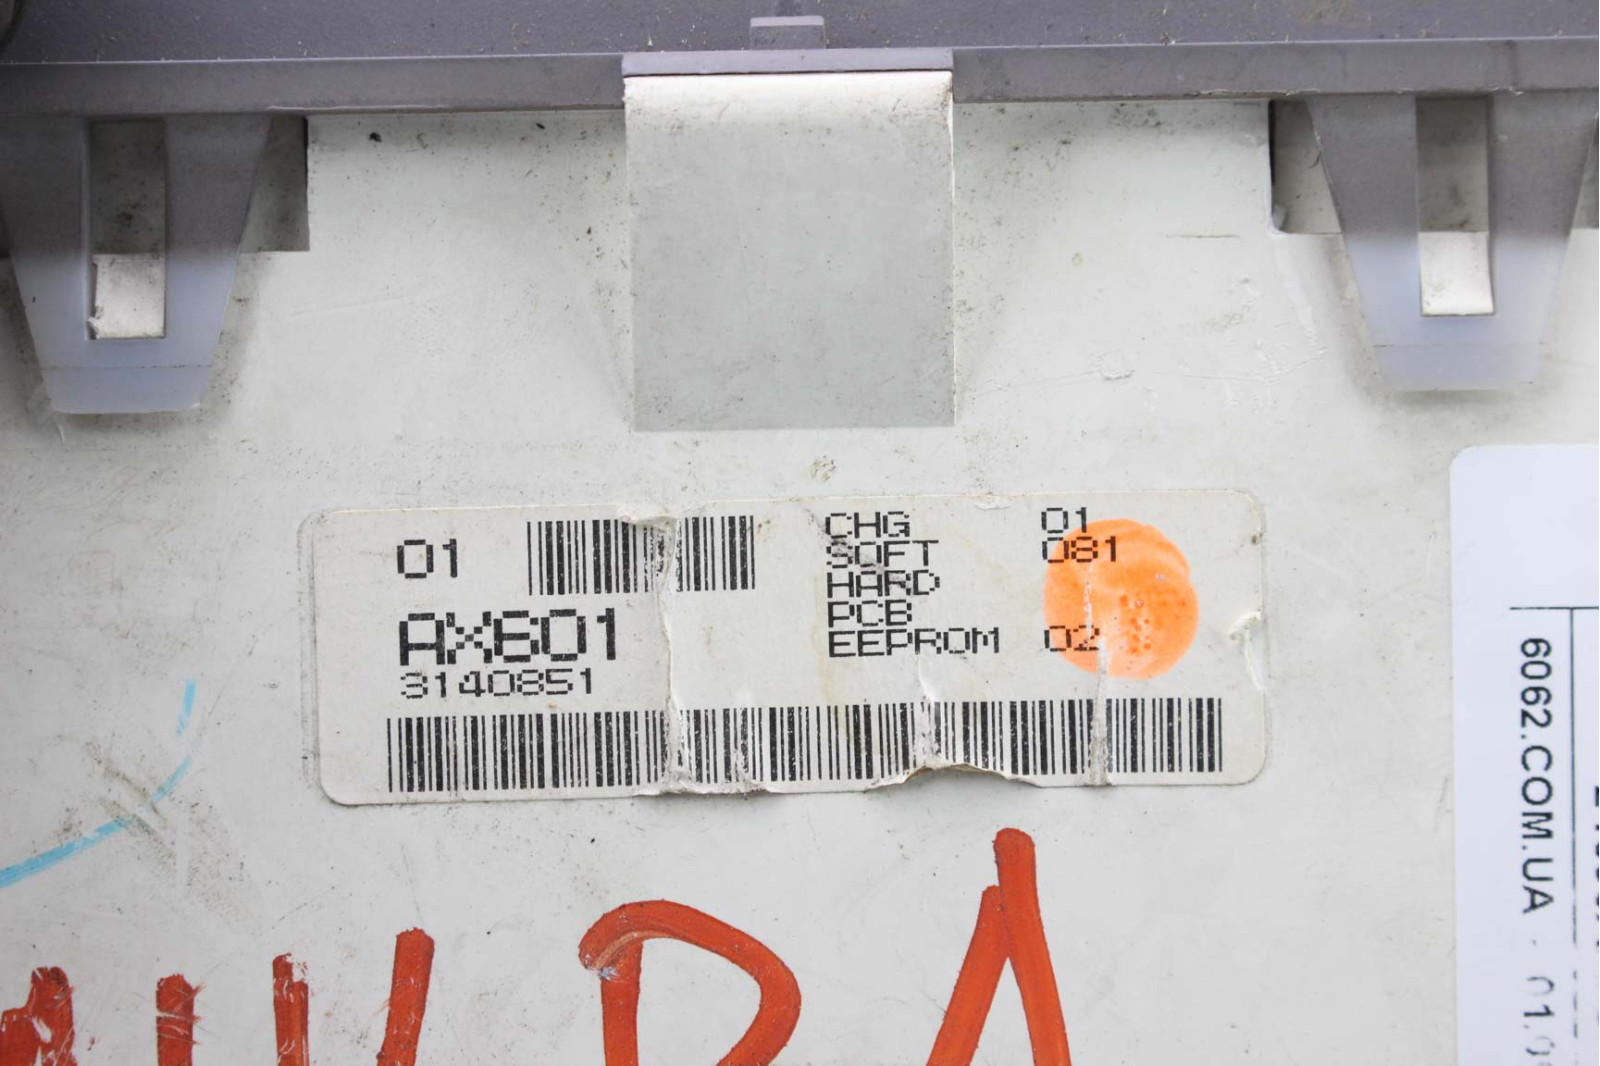 01
AX601
3140851
CHG 01
SOFT 081
HARD
PCB
EEPROM 02
6062.COM.UA